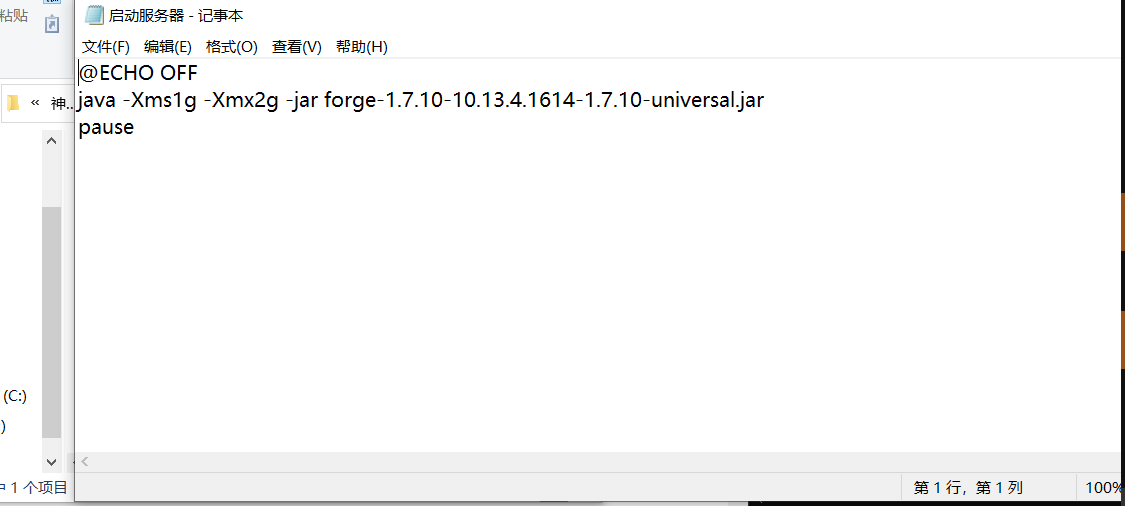 粘贴
启动服务器 - 记事本
文件(F) 编辑(E) 格式(O) 查看(V) 帮助(H)
« 神...
@ECHO OFF
java -Xms1g -Xmx2g -jar forge-1.7.10-10.13.4.1614-1.7.10-universal.jar
pause
(C:)
)
中 1 个项目
第 1 行，第 1 列
100%